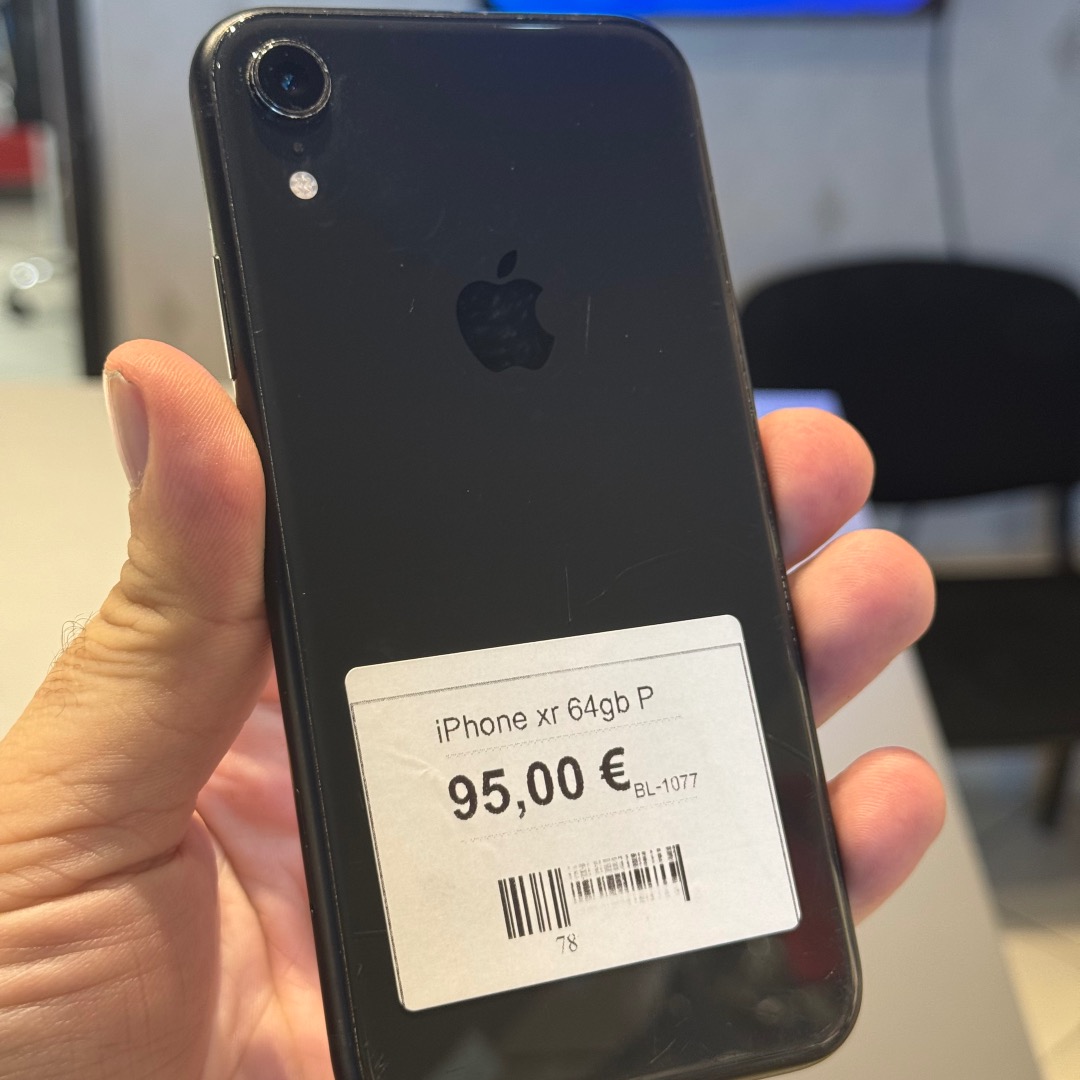 iPhone xr 64gb P
95,00 € BL-1077
78